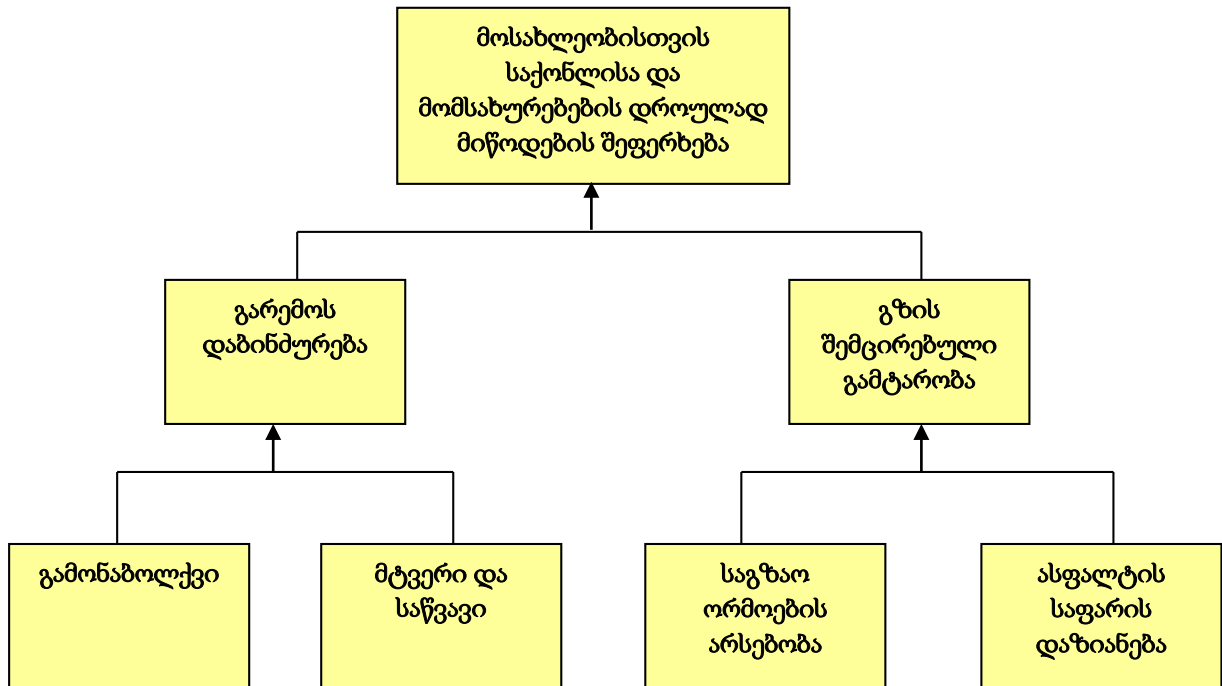 მოსახლეობისთვის
საქონლისა და
მომსახურებების დროულად
მიწოდების შეფერხება
გარემოს
დაბინძურება
გზის
შემცირებული
გამტარობა
გამონაბოლქვი
მტვერი და
საწვავი
საგზაო
ორმოების
არსებობა
ასფალტის
საფარის
დაზიანება